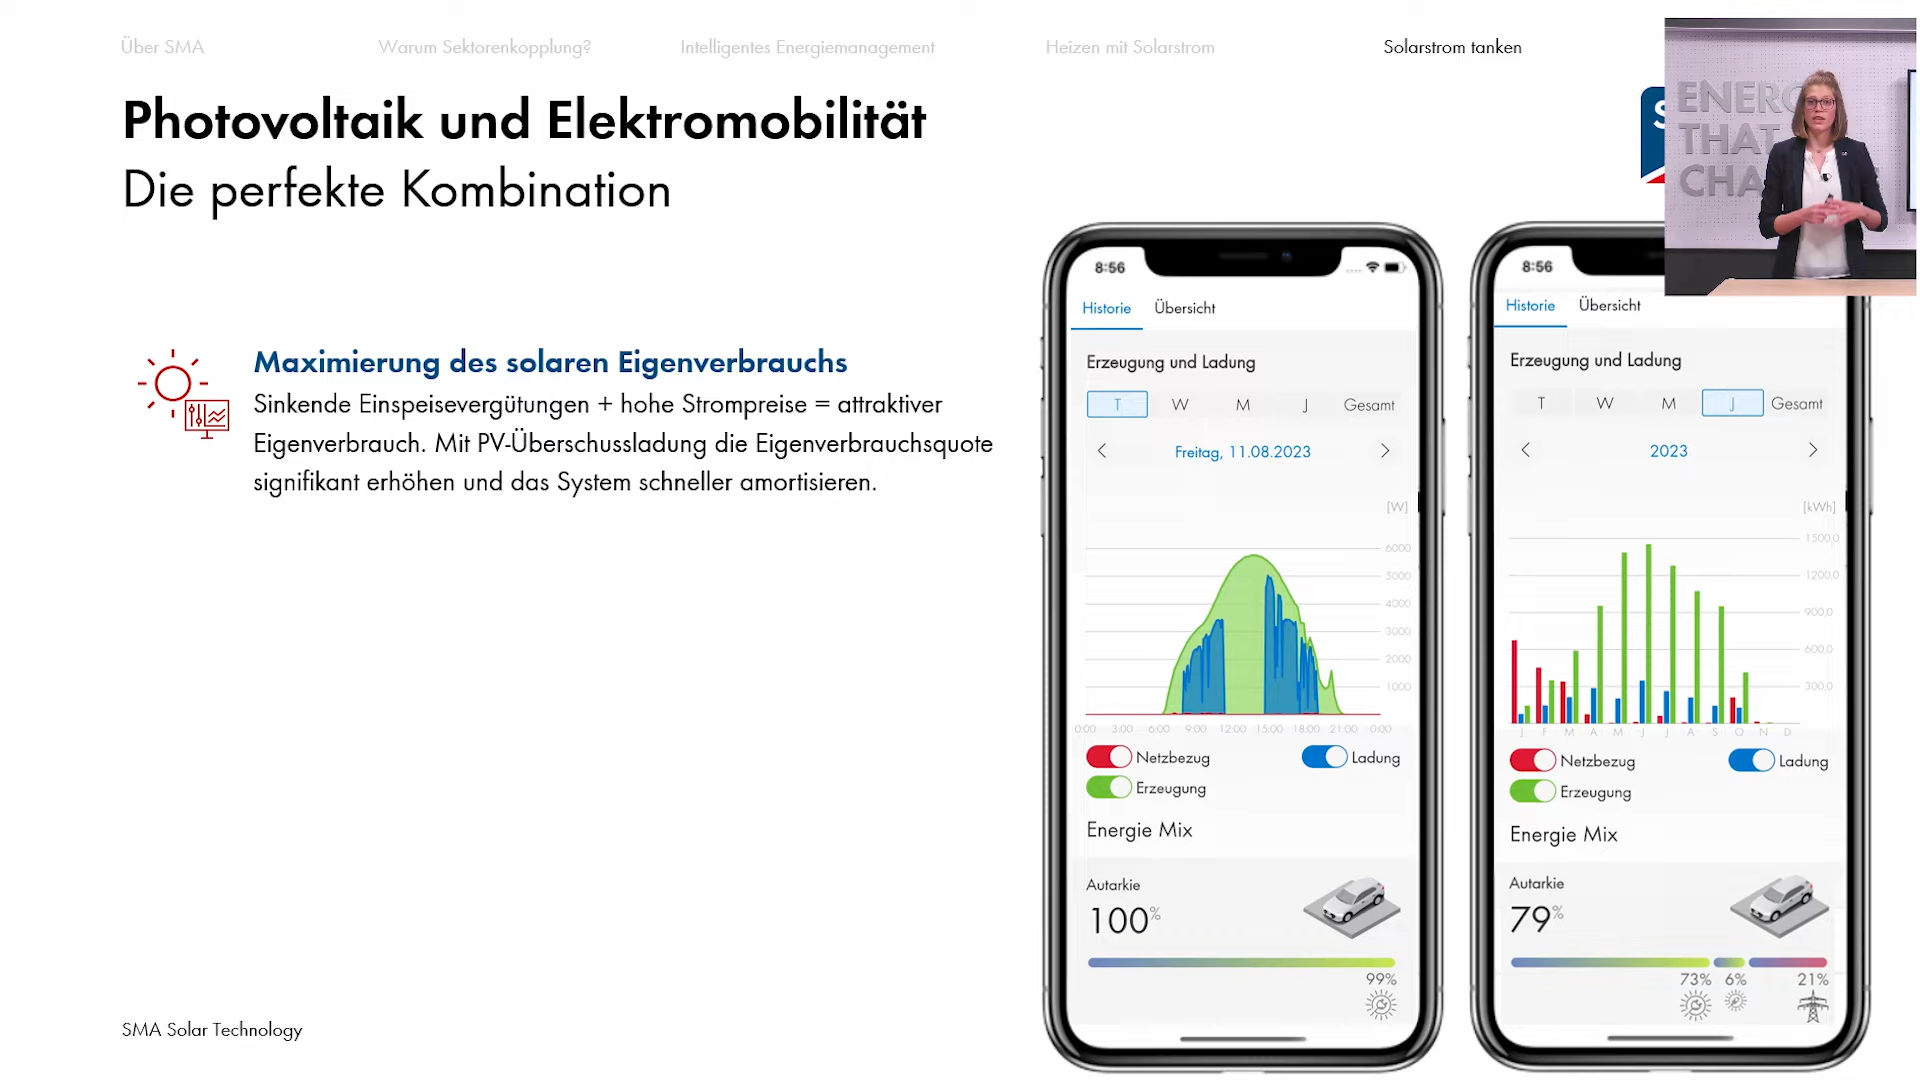 Über SMA
Warum Sektorenkopplung?
Intelligentes Energiemanagement
Heizen mit Solarstrom
Solarstrom tanken
Photovoltaik und Elektromobilität
Die perfekte Kombination
Maximierung des solaren Eigenverbrauchs
Sinkende Einspeisevergütungen + hohe Strompreise = attraktiver
Eigenverbrauch. Mit PV-Überschussladung die Eigenverbrauchsquote
signifikant erhöhen und das System schneller amortisieren.
SMA Solar Technology
8:56
Historie Übersicht
Erzeugung und Ladung
T W M J Gesamt
Freitag, 11.08.2023
[W]
6000
5000
4000
3000
2000
1000
0:00 3:00 6:00 9:00 12:00 15:00 18:00 21:00 0:00
Netzbezug Ladung
Erzeugung
Energie Mix
Autarkie
100%
99%
8:56
Historie Übersicht
Erzeugung und Ladung
T W M J Gesamt
2023
[kWh]
1500,0
1200,0
900,0
600,0
300,0
J F M A M J J A S O N D
Netzbezug Ladung
Erzeugung
Energie Mix
Autarkie
79%
73% 6% 21%
S
ENERG
THAT
CHA